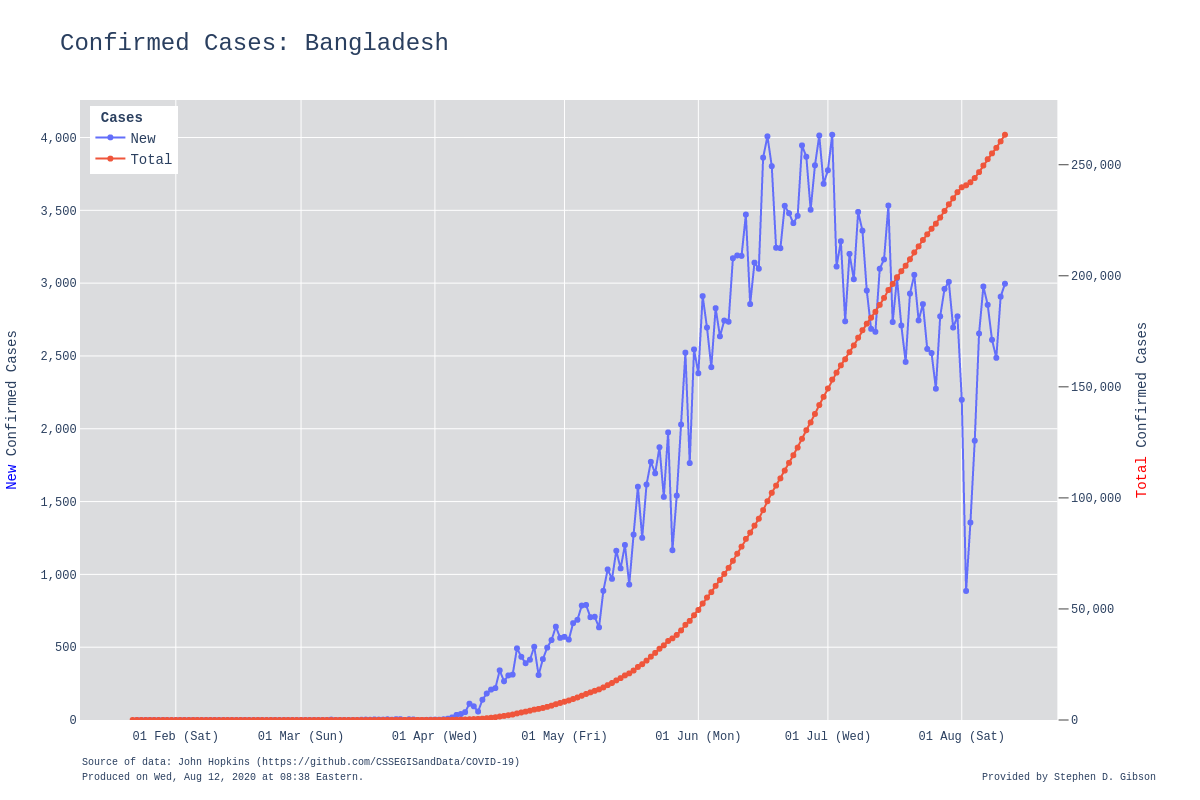 Confirmed Cases: Bangladesh
Cases
New
Total
4,000
3,500
3,000
2,500
2,000
1,500
1,000
500
0
New Confirmed Cases
250,000
200,000
150,000
100,000
50,000
0
Total Confirmed Cases
01 Feb (Sat)
01 Mar (Sun)
01 Apr (Wed)
01 May (Fri)
01 Jun (Mon)
01 Jul (Wed)
01 Aug (Sat)
Source of data: John Hopkins (https://github.com/CSSEGISandData/COVID-19)
Produced on Wed, Aug 12, 2020 at 08:38 Eastern.
Provided by Stephen D. Gibson